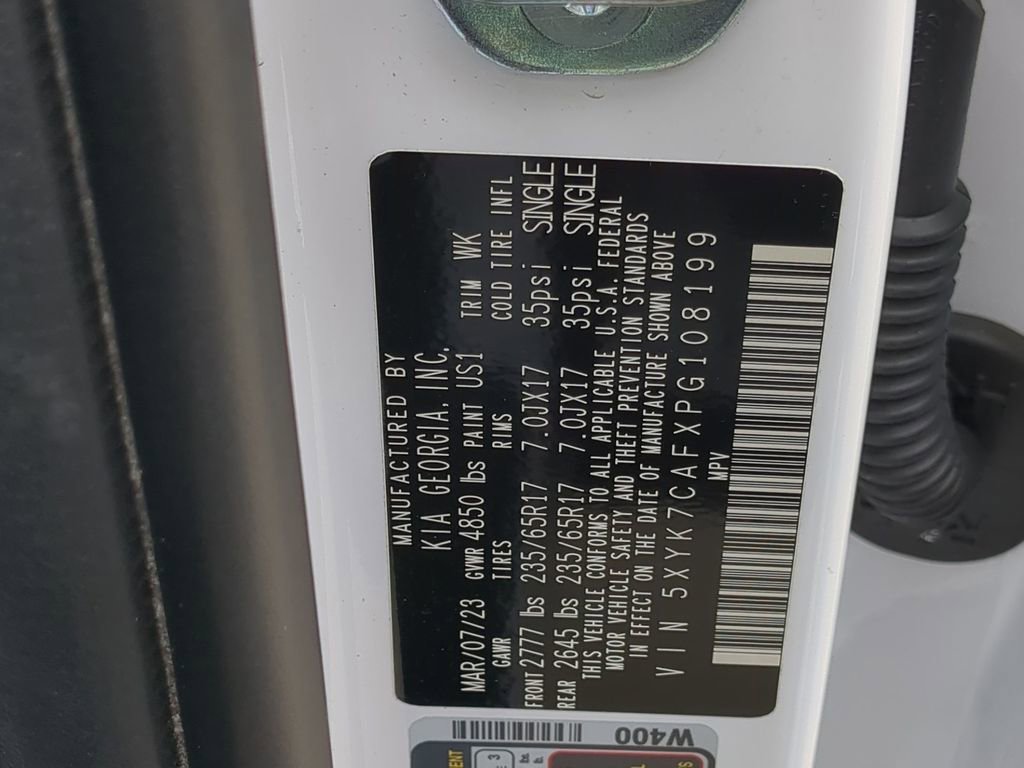 MANUFACTURED BY
KIA GEORGIA, INC.
MAR/07/23 GVWR 4850 lbs PAINT US1 TRIM WK
GAWR TIRES RIMS COLD TIRE INFL
FRONT 2777 lbs 235/65R17 7.0JX17 35psi SINGLE
REAR 2645 lbs 235/65R17 7.0JX17 35psi SINGLE
THIS VEHICLE CONFORMS TO ALL APPLICABLE U.S.A. FEDERAL
MOTOR VEHICLE SAFETY AND THEFT PREVENTION STANDARDS
IN EFFECT ON THE DATE OF MANUFACTURE SHOWN ABOVE
VIN 5XYK7CAFXPG108199
MPV
W400